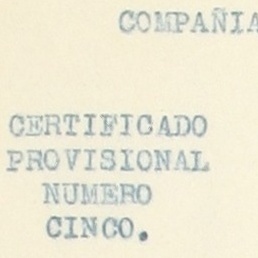 COMPAÑIA
CERTIFICADO
PROVISIONAL
NUMERO
CINCO.